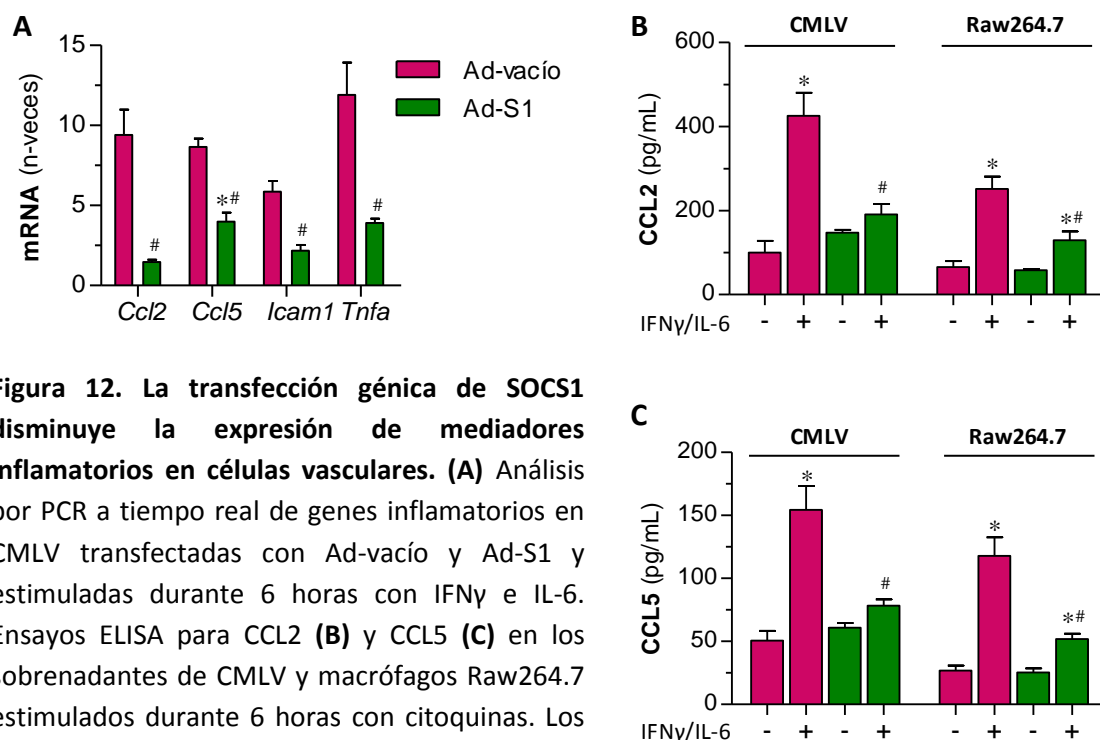 A
15
10
5
0
mRNA (n-veces)
Ad-vacío
Ad-S1
#
*#
#
#
Ccl2 Ccl5 Icam1 Tnfa
B
CMLV Raw264.7
600
400
200
0
CCL2 (pg/mL)
*
#
*
*#
IFNγ/IL-6 - + - + - + - +
Figura 12. La transfección génica de SOCS1
disminuye la expresión de mediadores
inflamatorios en células vasculares. (A) Análisis
por PCR a tiempo real de genes inflamatorios en
CMLV transfectadas con Ad-vacío y Ad-S1 y
estimuladas durante 6 horas con IFNγ e IL-6.
Ensayos ELISA para CCL2 (B) y CCL5 (C) en los
sobrenadantes de CMLV y macrófagos Raw264.7
estimulados durante 6 horas con citoquinas. Los
C
CMLV Raw264.7
200
150
100
50
0
CCL5 (pg/mL)
*
#
*
*#
IFNγ/IL-6 - + - + - + - +